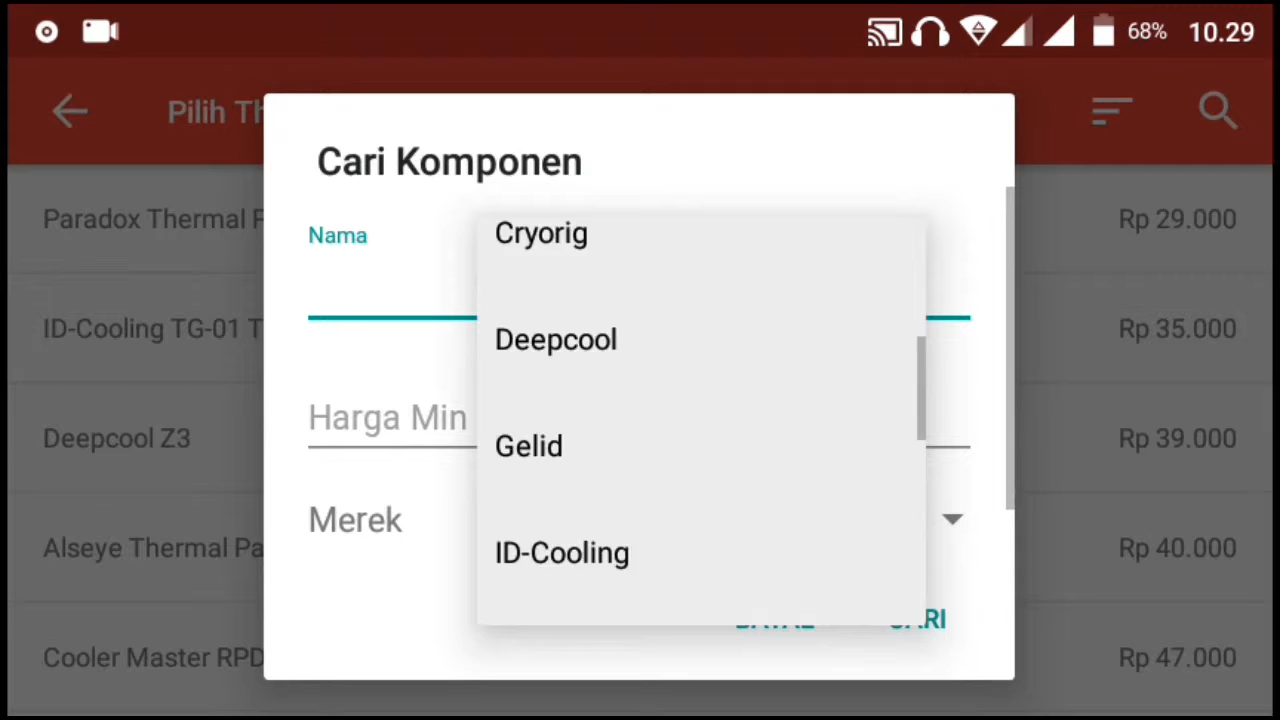 68% 10.29
Pilih Th
Cari Komponen
Paradox Thermal P Rp 29.000
Nama
Cryorig
ID-Cooling TG-01 T Rp 35.000
Deepcool
Harga Min
Deepcool Z3 Rp 39.000
Gelid
Merek
Alseye Thermal Pa Rp 40.000
ID-Cooling
BATAL CARI
Cooler Master RPD Rp 47.000